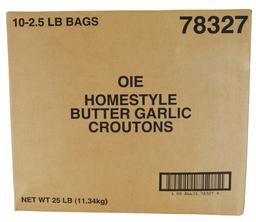 10-2.5 LB BAGS
78327
OIE
HOMESTYLE
BUTTER GARLIC
CROUTONS
NET WT 25 LB (11.34kg)